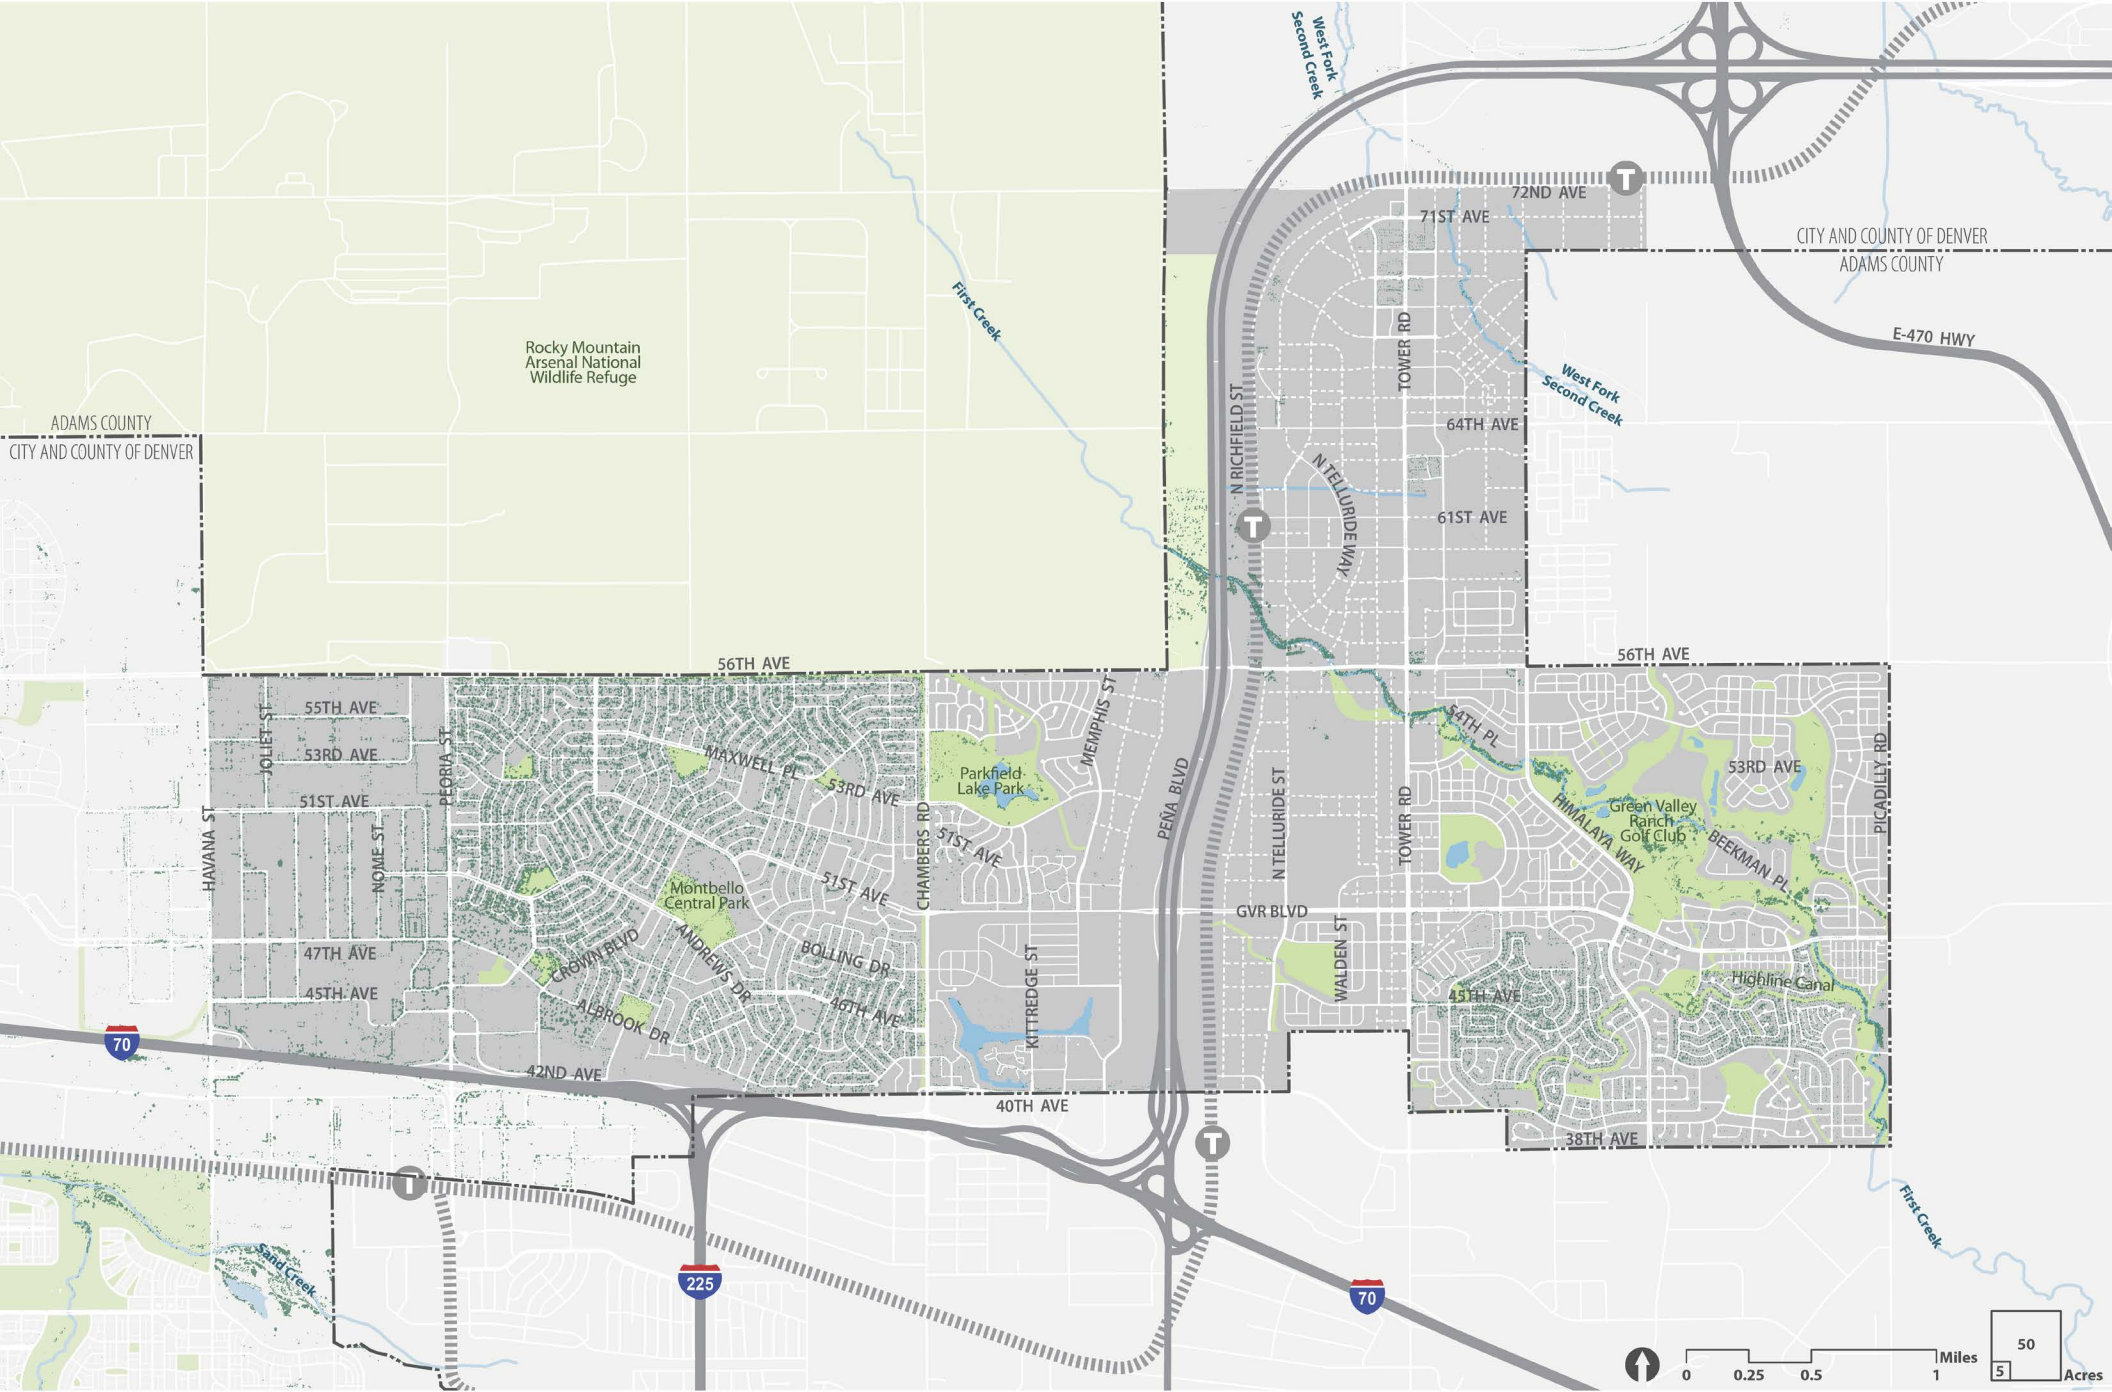 West Fork
Second Creek
72ND AVE
71ST AVE
CITY AND COUNTY OF DENVER
ADAMS COUNTY
First Creek
E-470 HWY
Rocky Mountain
Arsenal National
Wildlife Refuge
TOWER RD
West Fork
Second Creek
ADAMS COUNTY
CITY AND COUNTY OF DENVER
N RICHFIELD ST
64TH AVE
N TELLURIDE WAY
61ST AVE
T
T
56TH AVE
56TH AVE
55TH AVE
JOLIET ST
53RD AVE
PEORIA ST
MAXWELL PL
53RD AVE
MEMPHIS ST
54TH PL
53RD AVE
PICADILLY RD
Parkfield
Lake Park
PEÑA BLVD
N TELLURIDE ST
TOWER RD
51ST AVE
HAVANA ST
NOME ST
CHAMBERS RD
51ST AVE
51ST AVE
HIMALAYA WAY
Green Valley
Ranch
Golf Club
BEEKMAN PL
Montbello
Central Park
GVR BLVD
WALDEN ST
47TH AVE
CROWN BLVD
ANDREWS DR
BOLLING DR
KITTREDGE ST
45TH AVE
ALBROOK DR
46TH AVE
45TH AVE
Highline Canal
70
42ND AVE
40TH AVE
38TH AVE
T
T
First Creek
Sand Creek
225
70
0
0.25
0.5
1
Miles
50
5
Acres